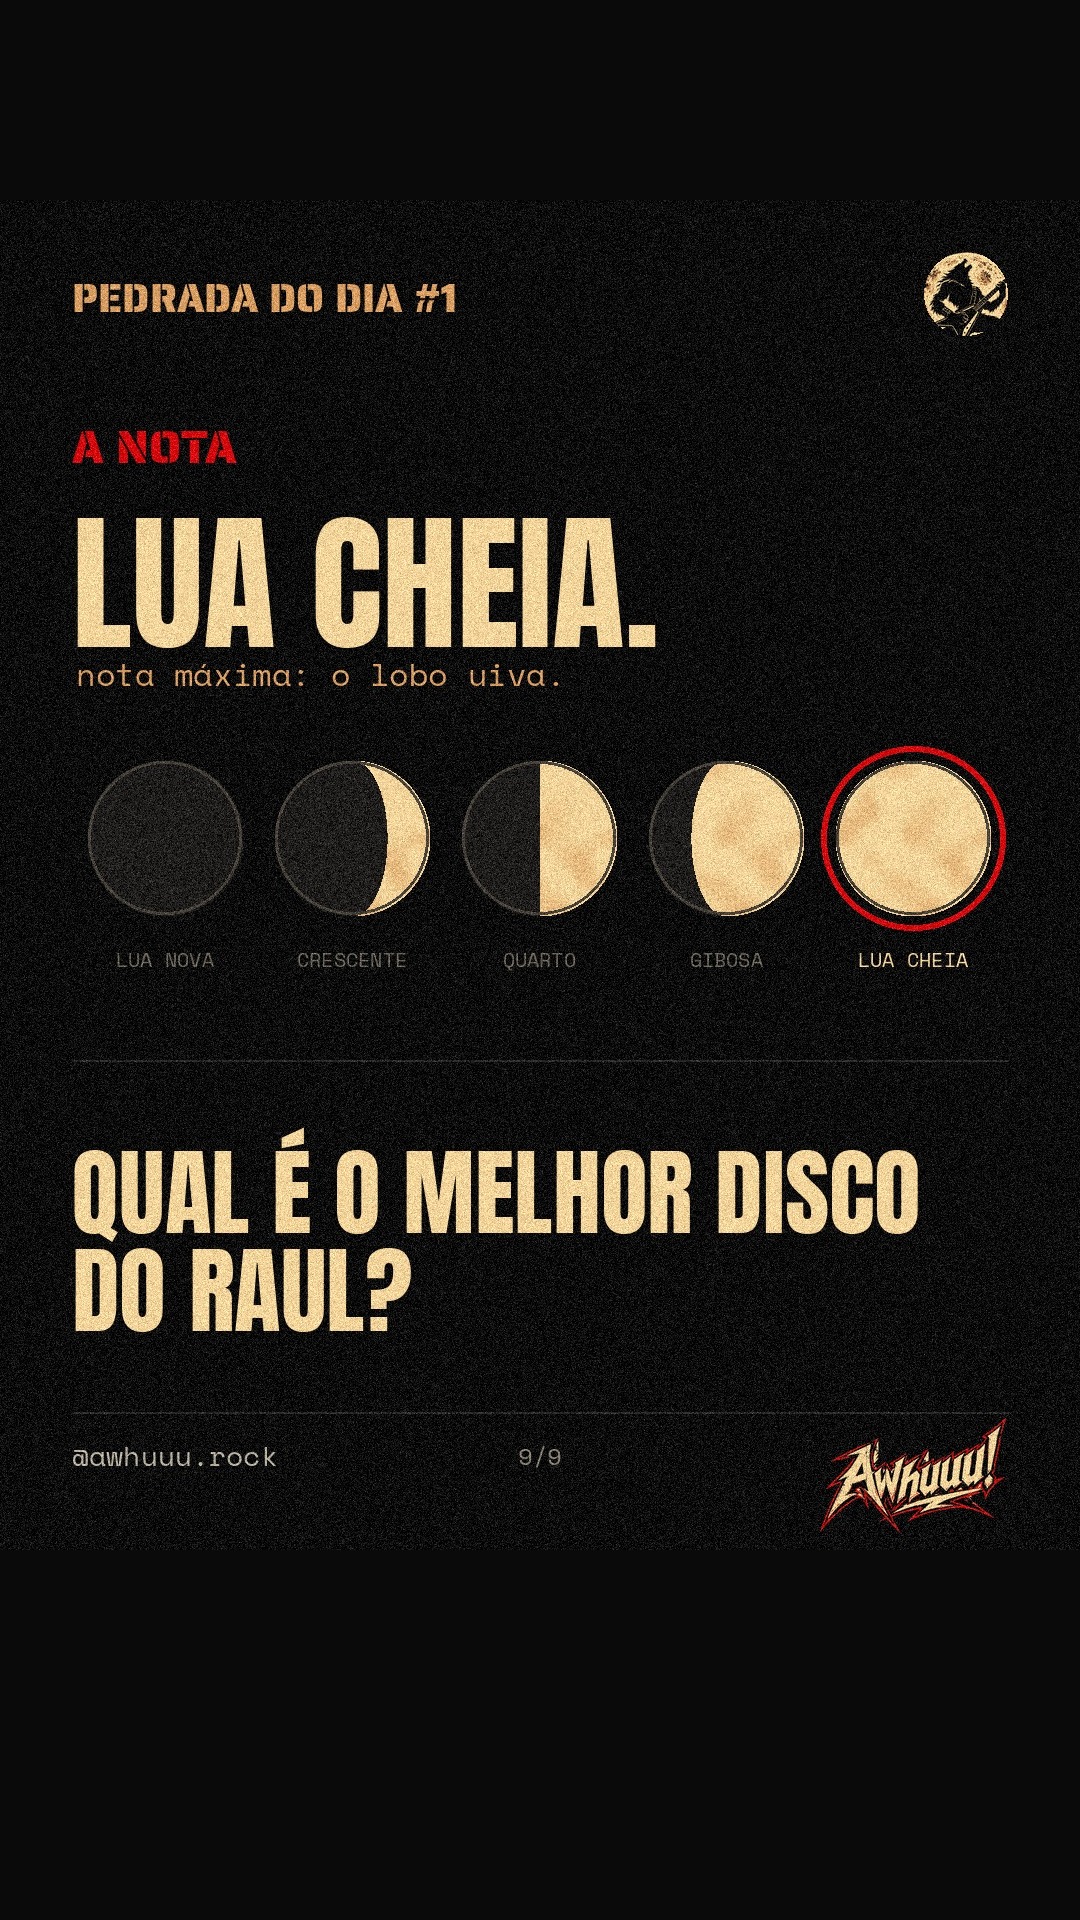 PEDRADA DO DIA #1
A NOTA
LUA CHEIA.
nota máxima: o lobo uiva.
LUA NOVA CRESCENTE QUARTO GIBOSA LUA CHEIA
QUAL É O MELHOR DISCO
DO RAUL?
@awhuuu.rock 9/9 Awhuuu!